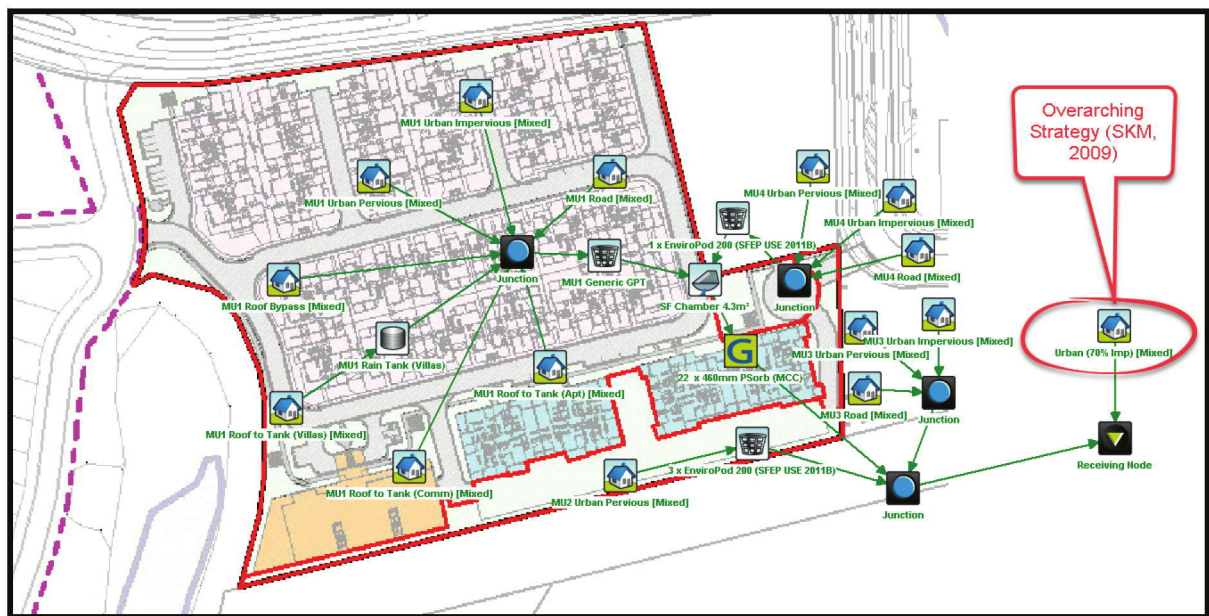 MU1 Urban Impervious [Mixed]
Overarching
Strategy (SKM,
2009)
MU1 Urban Pervious [Mixed]
MU1 Road [Mixed]
MU4 Urban Pervious [Mixed]
MU4 Urban Impervious [Mixed]
1 x EnviroPod 200 (SFEP USE 2011B)
MU4 Road [Mixed]
Junction
MU1 Generic GPT
MU1 Roof Bypass [Mixed]
SF Chamber 4.3m²
Junction
MU3 Urban Impervious [Mixed]
Urban (70% Imp) [Mixed]
MU3 Urban Pervious [Mixed]
MU1 Rain Tank (Villas)
G
22 x 460mm PSorb (MCC)
MU1 Roof to Tank (Apt) [Mixed]
MU3 Road [Mixed]
Junction
MU1 Roof to Tank (Villas) [Mixed]
Receiving Node
MU1 Roof to Tank (Comm) [Mixed]
MU2 Urban Pervious [Mixed]
3 x EnviroPod 200 (SFEP USE 2011B)
Junction